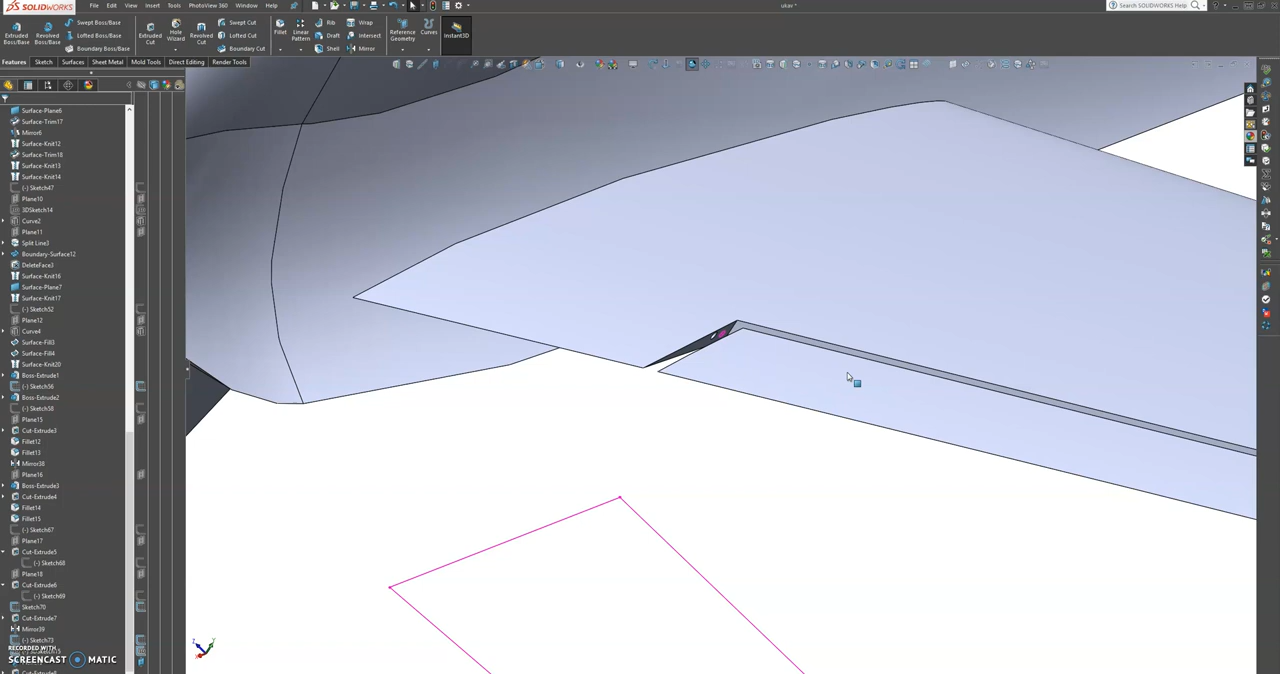 SOLIDWORKS File Edit View Insert Tools PhotoView 360 Window Help
Search SOLIDWORKS Help
Extruded Boss/Base
Revolved Boss/Base
Swept Boss/Base
Lofted Boss/Base
Boundary Boss/Base
Extruded Cut
Hole Wizard
Revolved Cut
Swept Cut
Lofted Cut
Boundary Cut
Fillet
Linear Pattern
Rib
Draft
Shell
Wrap
Intersect
Mirror
Reference Geometry
Curves
Instant3D
Features Sketch Surfaces Sheet Metal Mold Tools Direct Editing Render Tools
Surface-Plane6
Surface-Trim17
Mirror6
Surface-Knit12
Surface-Trim18
Surface-Knit13
Surface-Knit14
(-) Sketch47
Plane10
3DSketch14
Curve2
Plane11
Split Line3
Boundary-Surface12
DeleteFace3
Surface-Knit16
Surface-Plane7
Surface-Knit17
(-) Sketch52
Plane12
Curve4
Surface-Fill3
Surface-Fill4
Surface-Knit20
Boss-Extrude1
(-) Sketch56
Boss-Extrude2
(-) Sketch58
Plane15
Cut-Extrude3
Fillet12
Fillet13
Mirror38
Plane16
Boss-Extrude3
Cut-Extrude4
Fillet14
Fillet15
(-) Sketch67
Plane17
Cut-Extrude5
(-) Sketch68
Plane18
Cut-Extrude6
(-) Sketch69
Sketch70
Cut-Extrude7
Mirror39
(-) Sketch73
RECORDED WITH
SCREENCAST MATIC